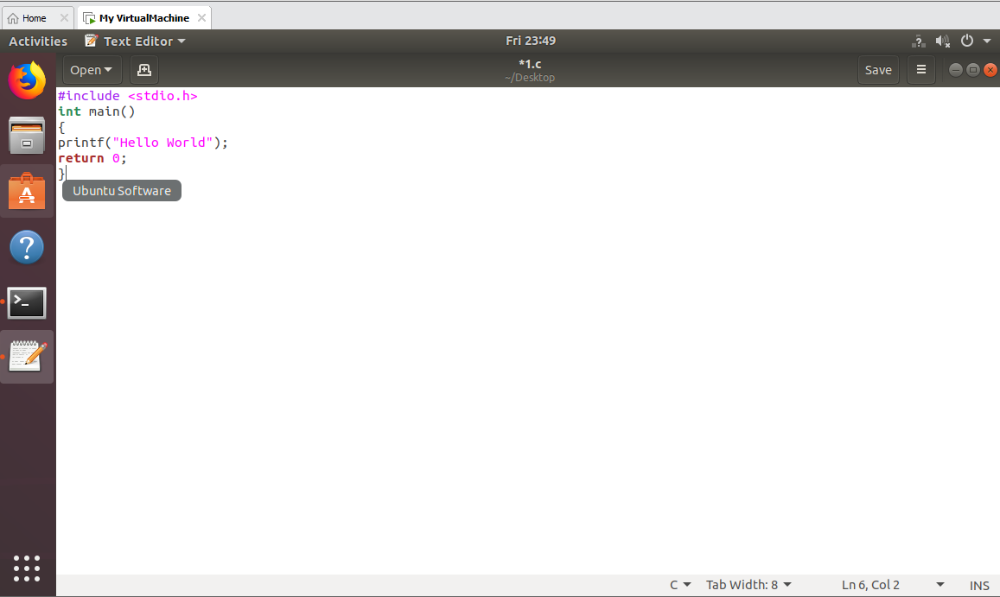 Home
My VirtualMachine
Activities
Text Editor
Fri 23:49
Open
*1.c
~/Desktop
Save
#include <stdio.h>
int main()
{
printf("Hello World");
return 0;
}
Ubuntu Software
C
Tab Width: 8
Ln 6, Col 2
INS